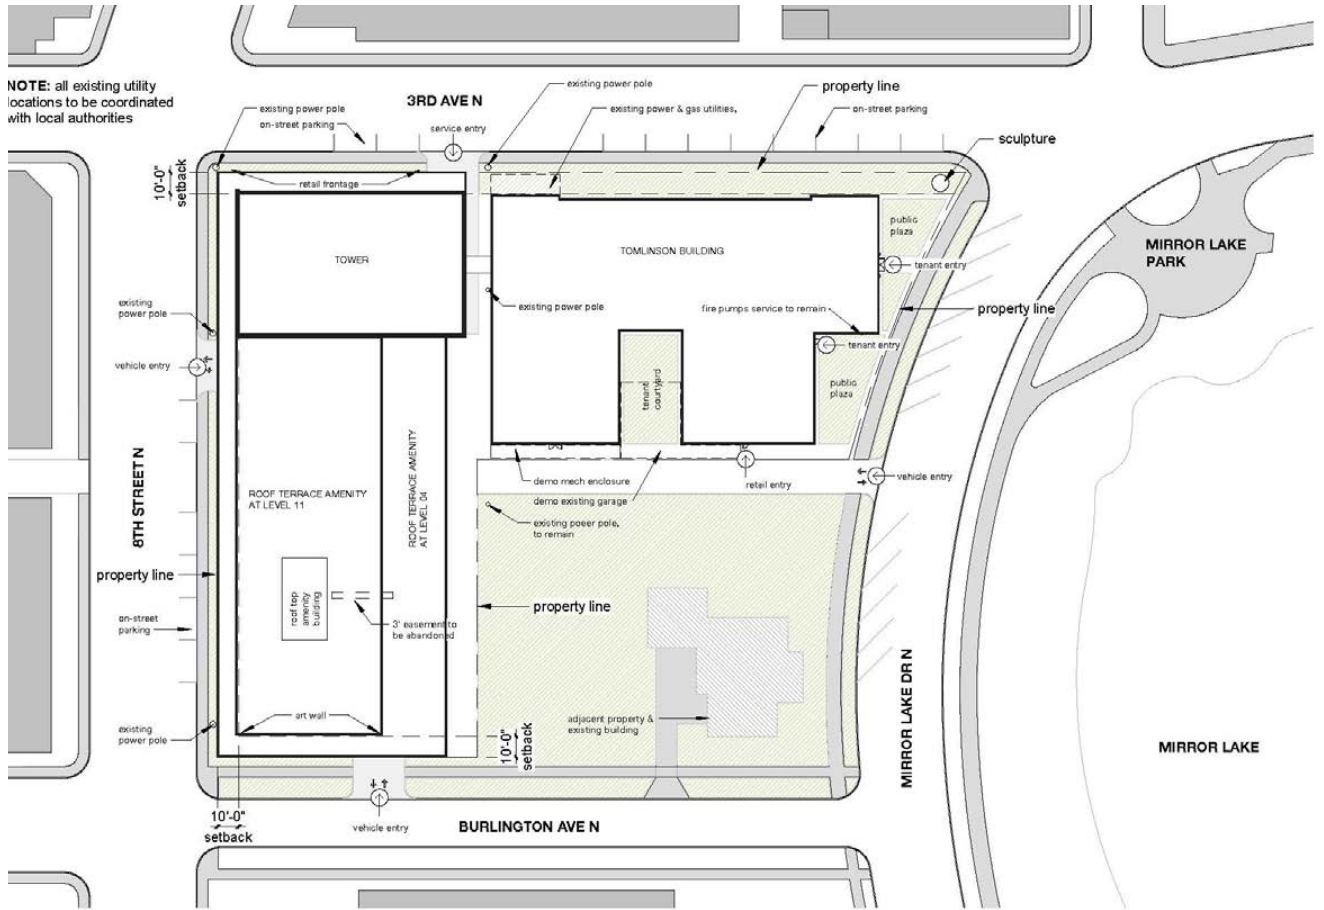 NOTE: all existing utility
locations to be coordinated
with local authorities
existing power pole
on-street parking
3RD AVE N
service entry
existing power pole
existing power & gas utilities,
property line
on-street parking
sculpture
10'-0"
setback
retail frontage
TOWER
TOMLINSON BUILDING
public
plaza
tenant entry
MIRROR LAKE
PARK
existing
power pole
existing power pole
fire pumps service to remain
property line
vehicle entry
tenant entry
tenant
courtyard
public
plaza
8TH STREET N
ROOF TERRACE AMENITY
AT LEVEL 11
ROOF TERRACE AMENITY
AT LEVEL 04
demo mech enclosure
retail entry
vehicle entry
demo existing garage
existing poeer pole,
to remain
property line
roof top
amenity
building
property line
on-street
parking
3' easement to
be abandoned
MIRROR LAKE DR N
existing
power pole
art wall
10'-0"
setback
adjacent property &
existing building
MIRROR LAKE
10'-0"
setback
vehicle entry
BURLINGTON AVE N